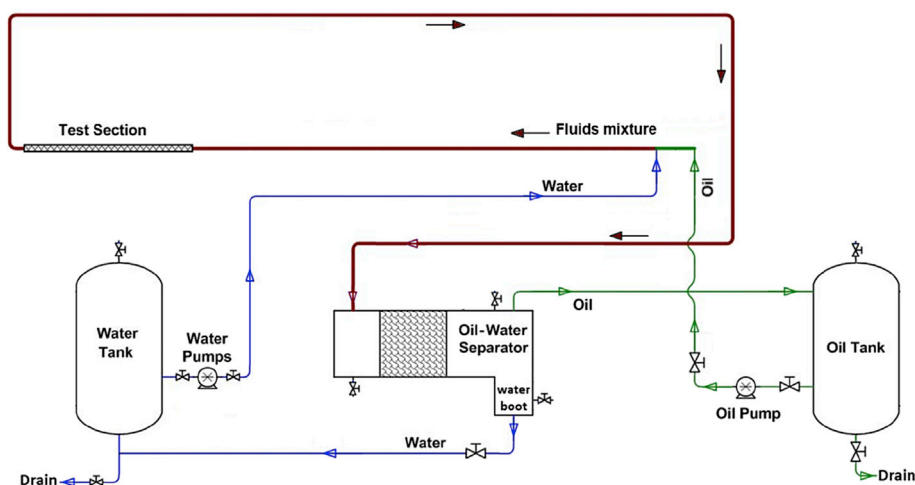 Test Section
Fluids mixture
Oil
Water
Water
Tank
Water
Pumps
Oil-Water
Separator
Oil
Oil Tank
water
boot
Oil Pump
Water
Drain
Drain